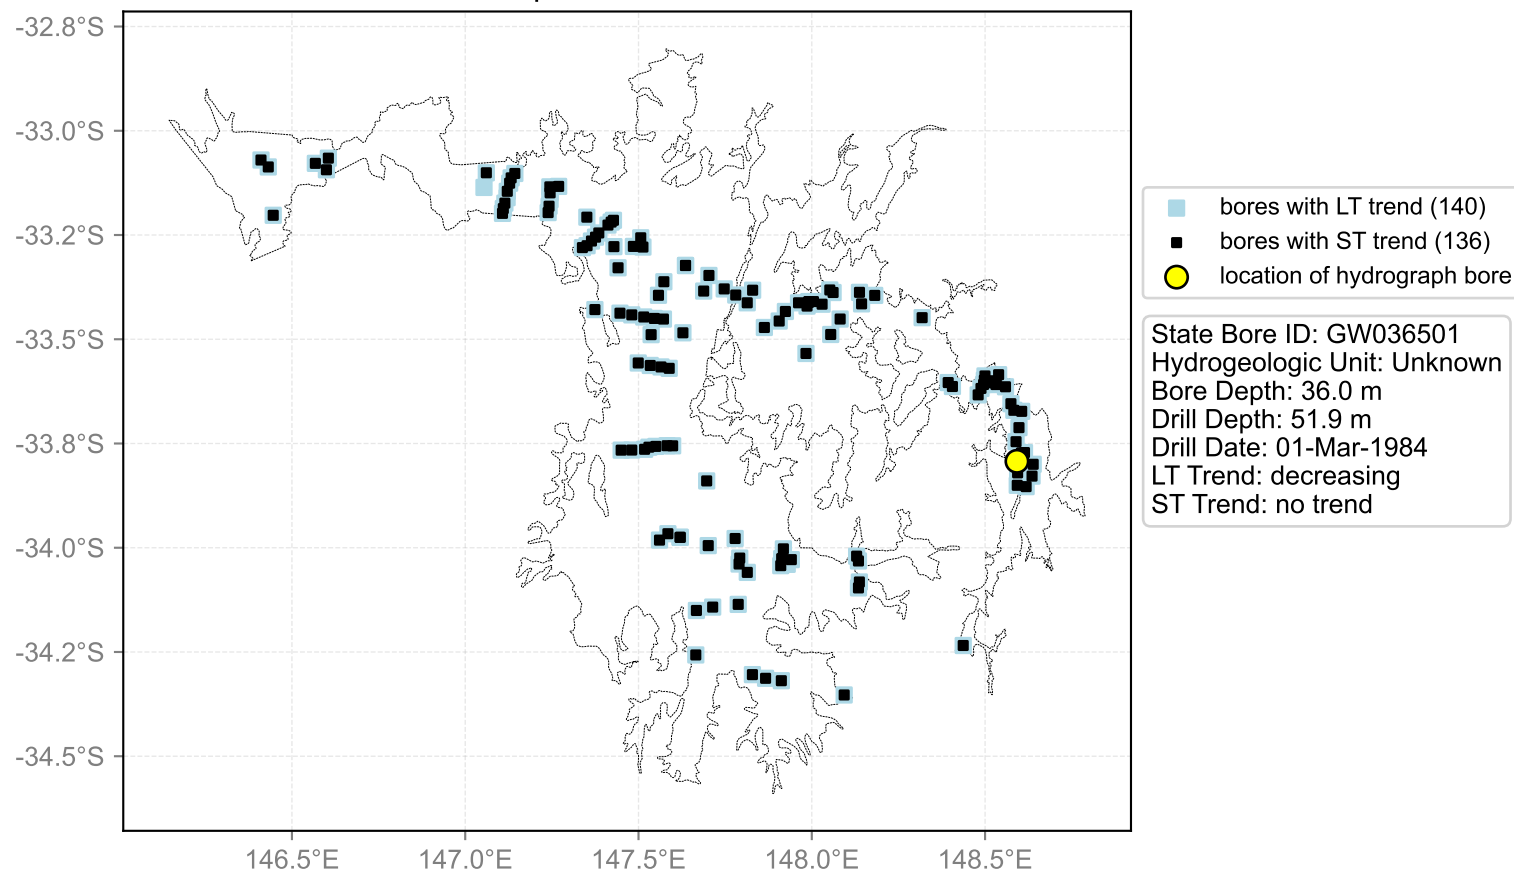 -32.8°S
-33.0°S
-33.2°S
-33.5°S
-33.8°S
-34.0°S
-34.2°S
-34.5°S
146.5°E
147.0°E
147.5°E
148.0°E
148.5°E
bores with LT trend (140)
bores with ST trend (136)
location of hydrograph bore
State Bore ID: GW036501
Hydrogeologic Unit: Unknown
Bore Depth: 36.0 m
Drill Depth: 51.9 m
Drill Date: 01-Mar-1984
LT Trend: decreasing
ST Trend: no trend